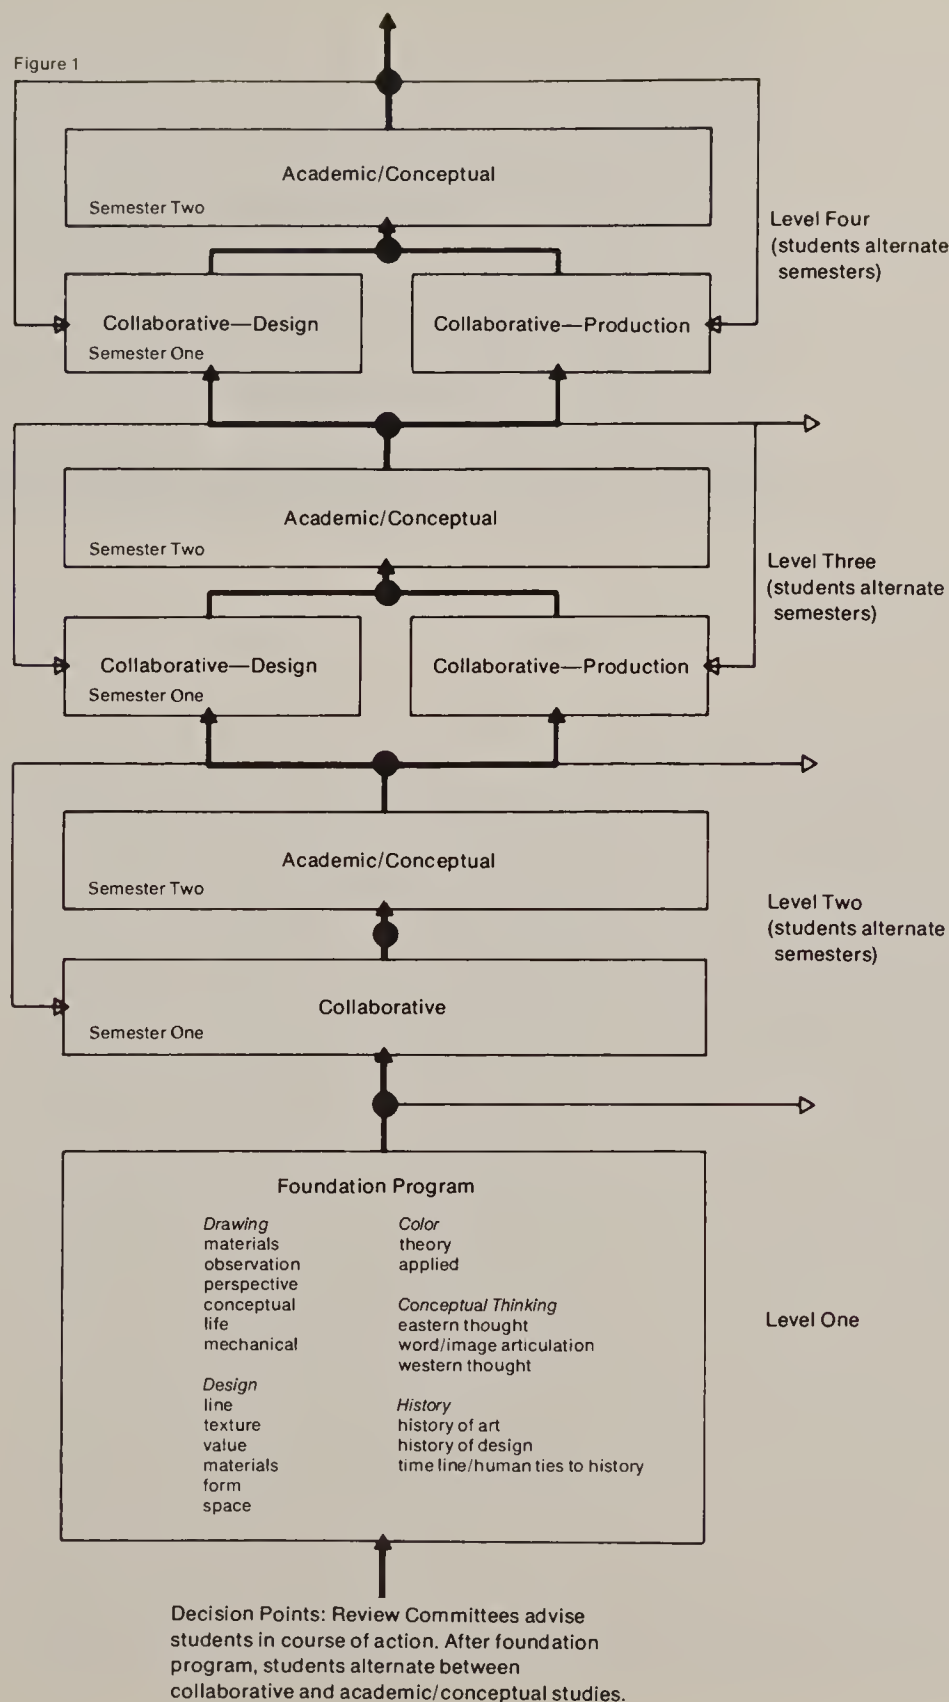 Figure 1
Academic/Conceptual
Semester Two
Level Four
(students alternate
semesters)
Collaborative—Design
Semester One
Collaborative—Production
Academic/Conceptual
Semester Two
Level Three
(students alternate
semesters)
Collaborative—Design
Semester One
Collaborative—Production
Academic/Conceptual
Semester Two
Level Two
(students alternate
semesters)
Collaborative
Semester One
Foundation Program
Drawing
materials
observation
perspective
conceptual
life
mechanical
Design
line
texture
value
materials
form
space
Color
theory
applied
Conceptual Thinking
eastern thought
word/image articulation
western thought
History
history of art
history of design
time line/human ties to history
Level One
Decision Points: Review Committees advise
students in course of action. After foundation
program, students alternate between
collaborative and academic/conceptual studies.